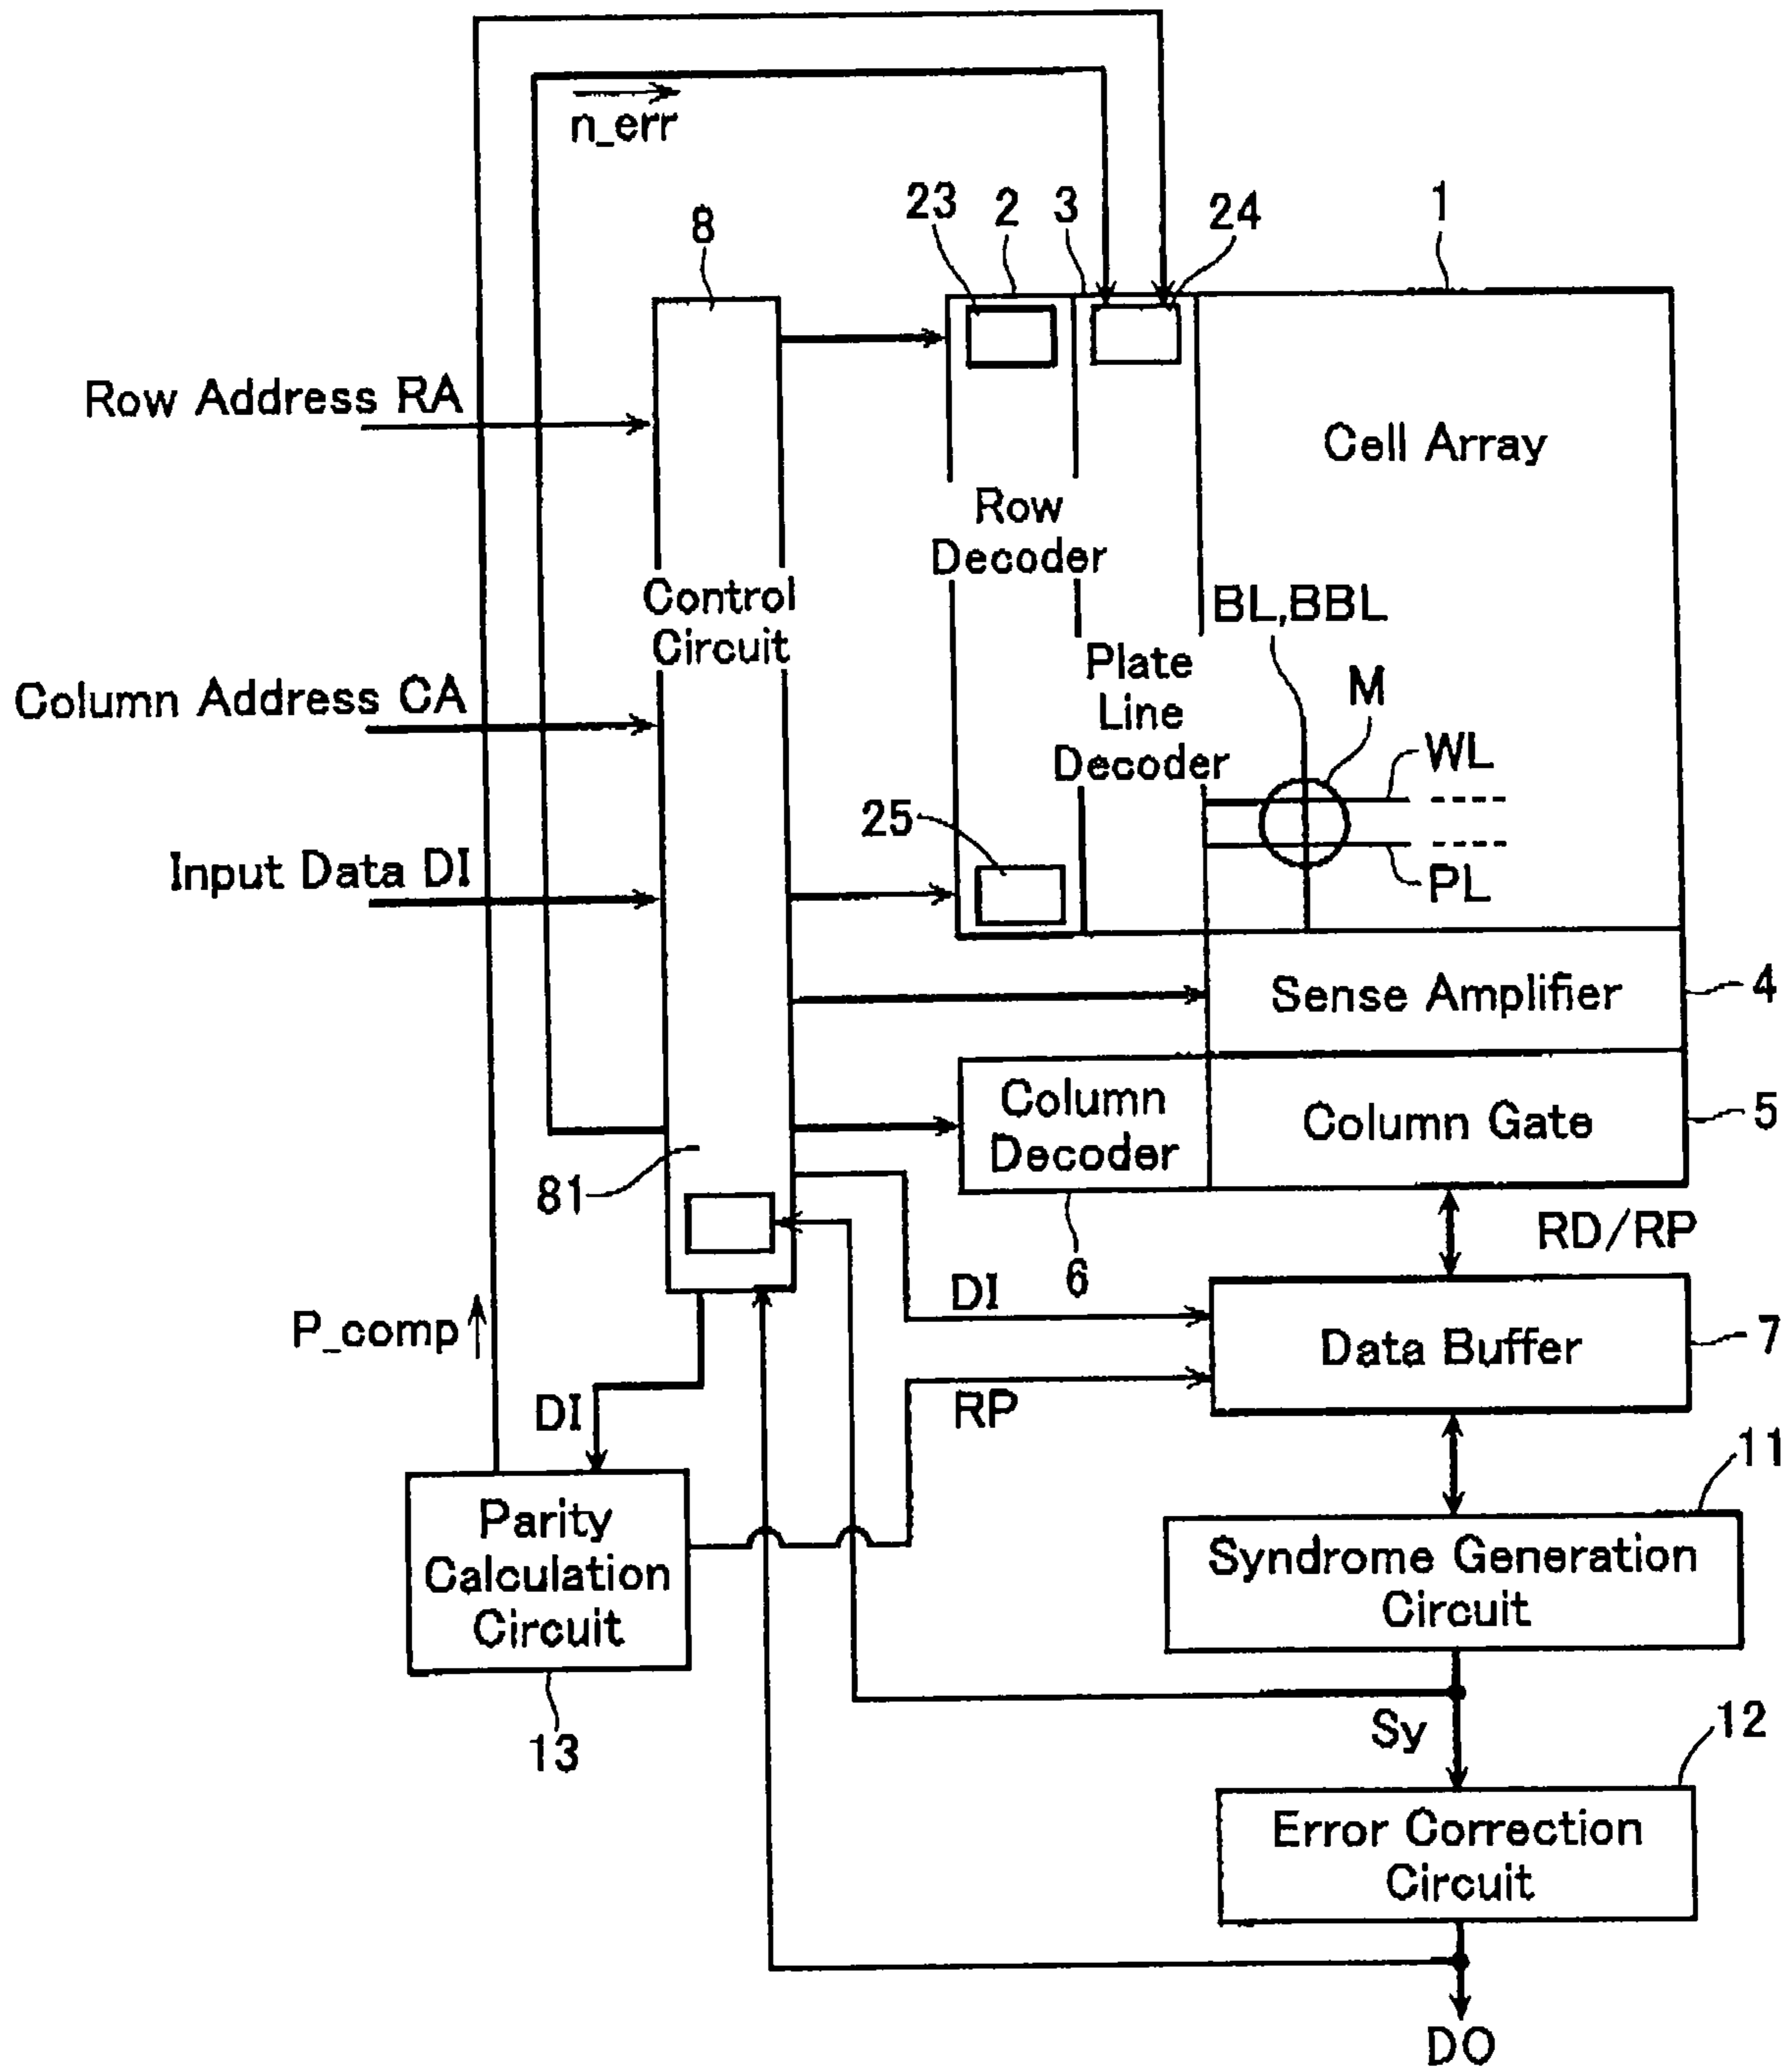 n_err
23
2
3
24
1
8
Row Address RA
Cell Array
Row
Decoder
Control
Circuit
BL,BBL
Plate
Line
Decoder
M
Column Address CA
WL
25
Input Data DI
PL
Sense Amplifier
4
Column
Decoder
Column Gate
5
81
6
RD/RP
DI
P_comp
Data Buffer
7
DI
RP
11
Parity
Calculation
Circuit
Syndrome Generation
Circuit
13
Sy
12
Error Correction
Circuit
DO